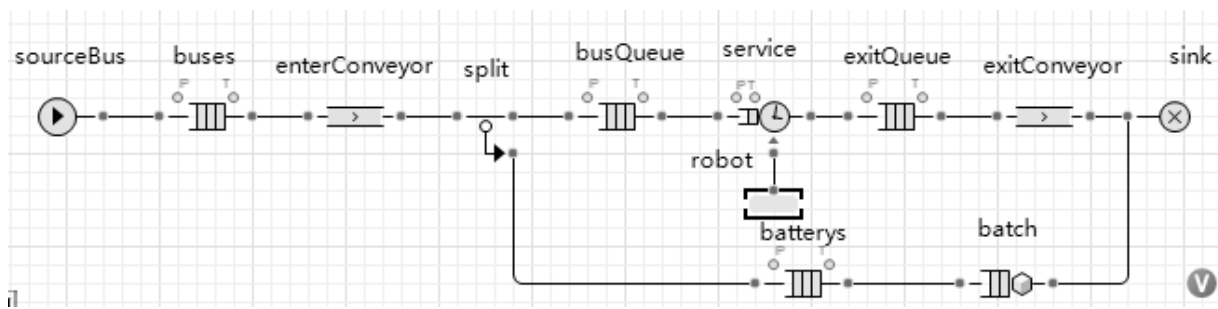 sourceBus
buses
enterConveyor
split
busQueue
service
exitQueue
exitConveyor
sink
P
T
P
T
P
T
P
T
robot
batterys
P
T
batch
V